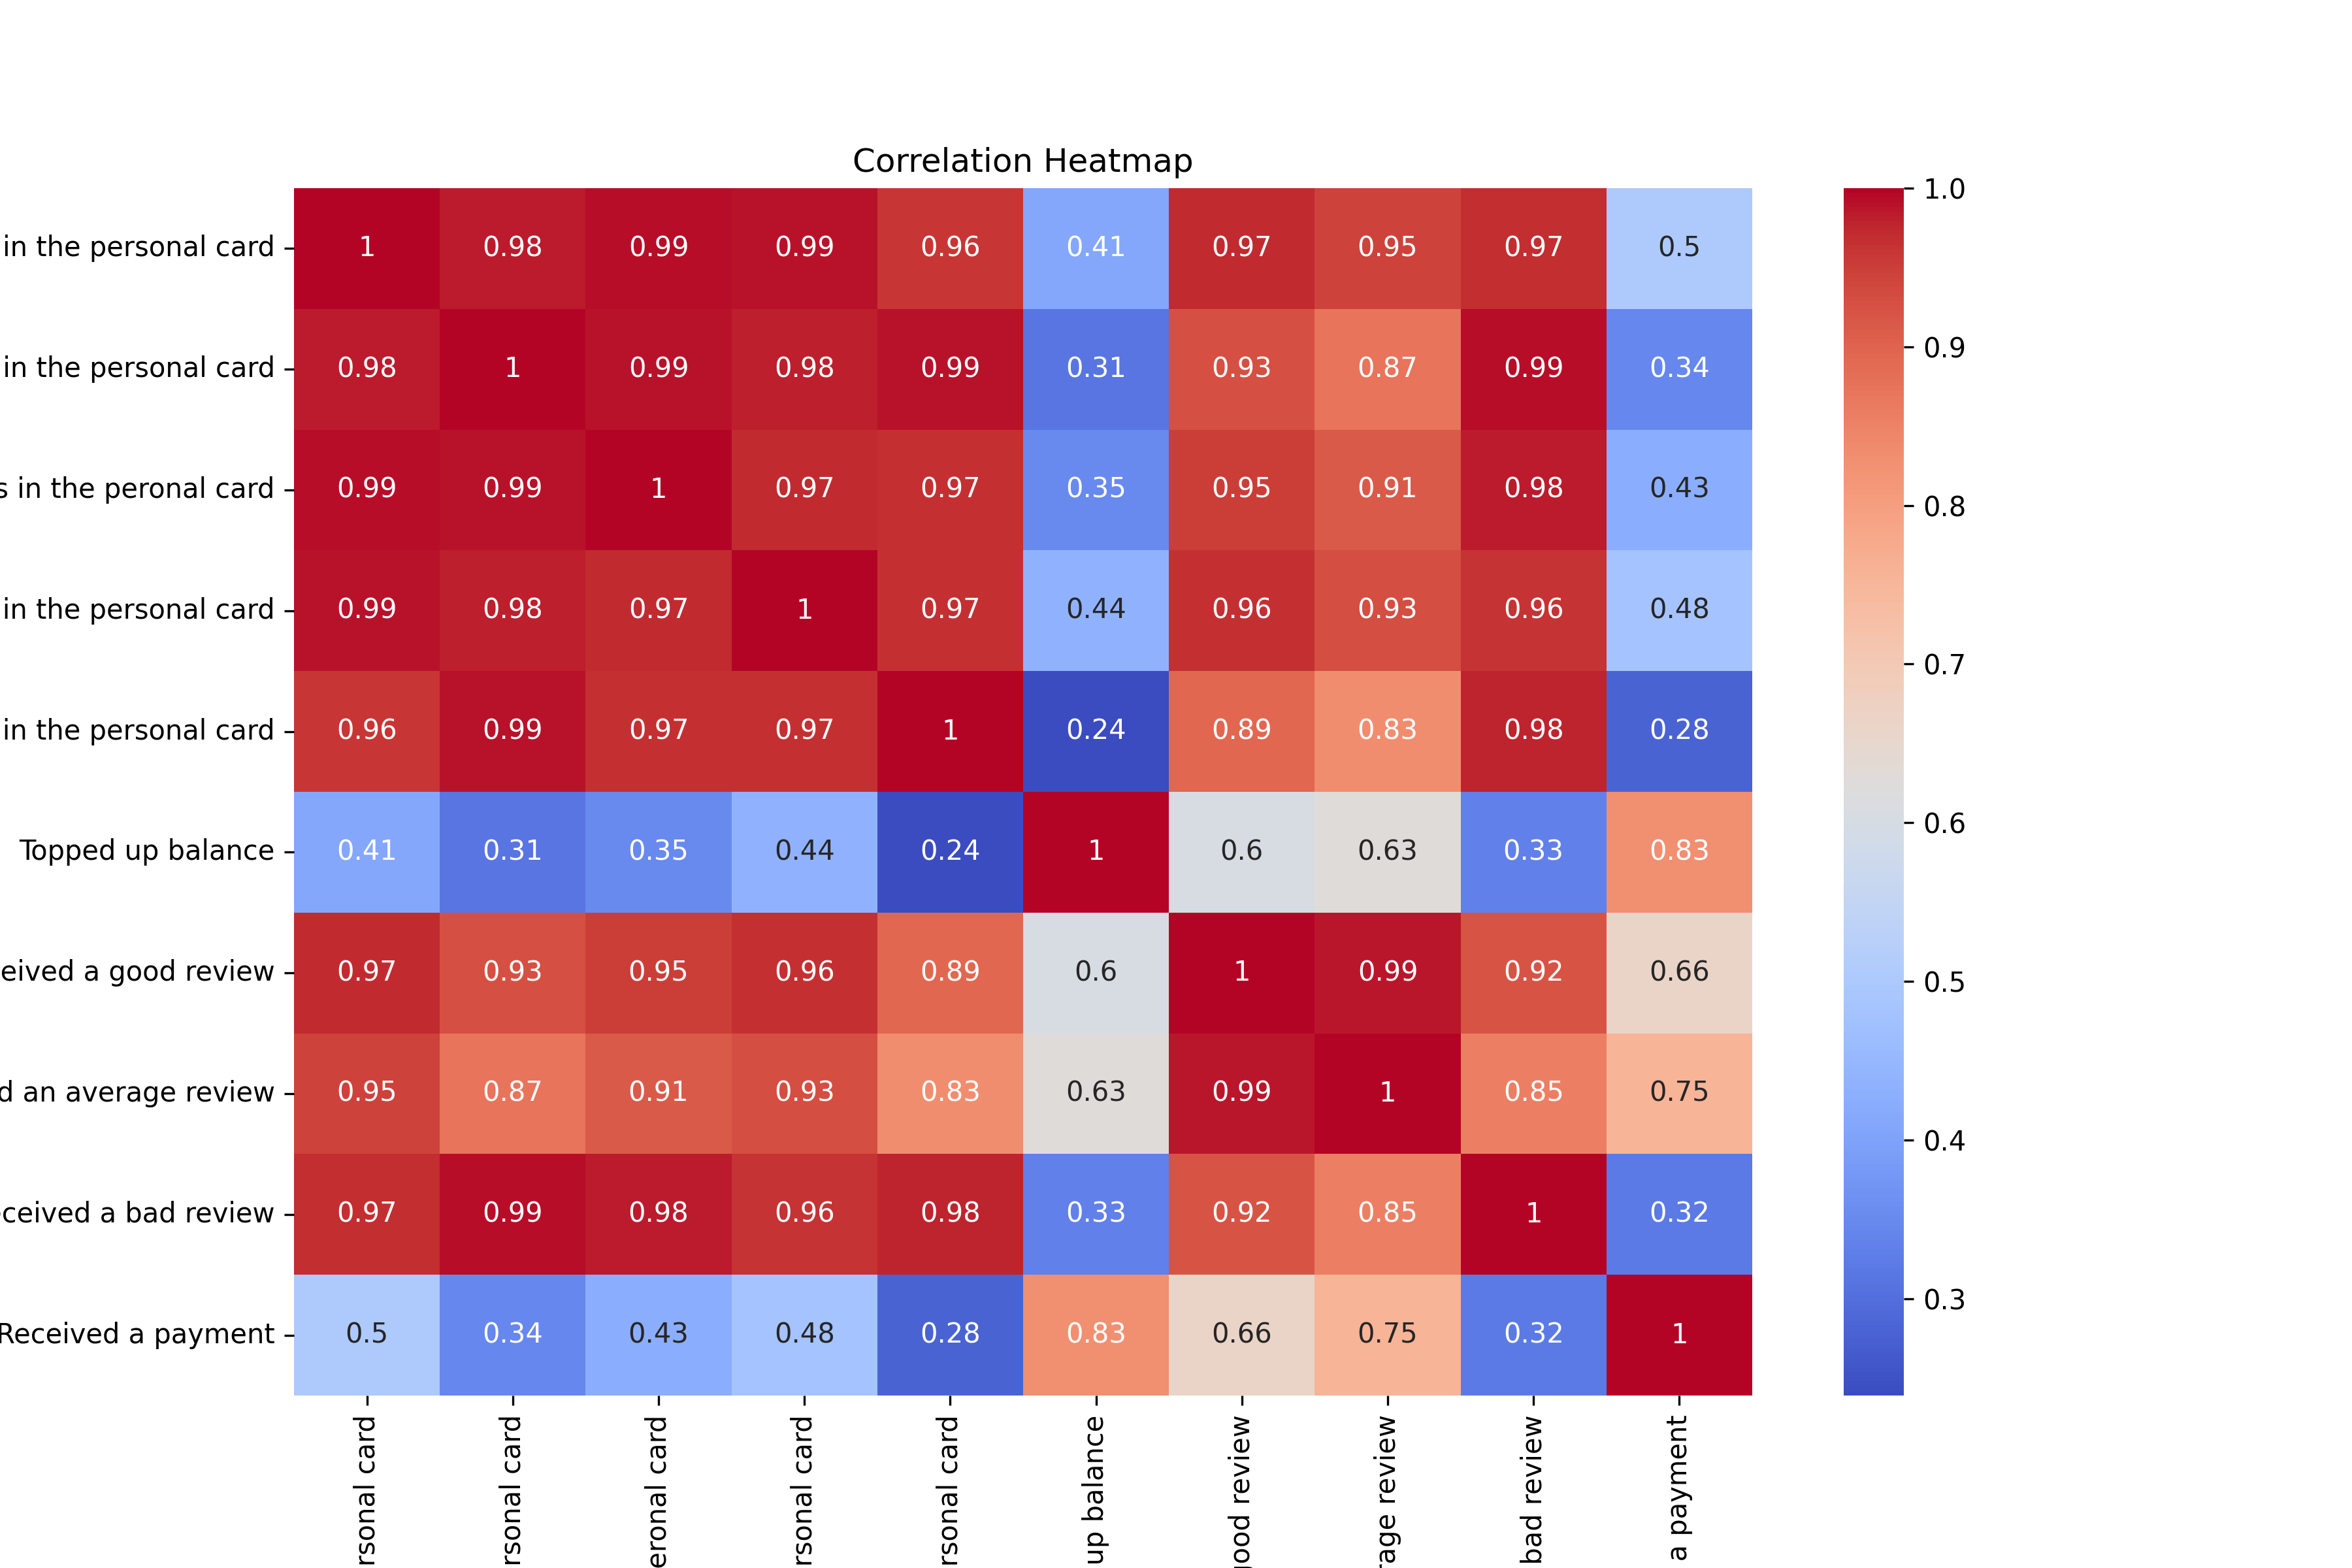 Correlation Heatmap
in the personal card 1 0.98 0.99 0.99 0.96 0.41 0.97 0.95 0.97 0.5
in the personal card 0.98 1 0.99 0.98 0.99 0.31 0.93 0.87 0.99 0.34
s in the peronal card 0.99 0.99 1 0.97 0.97 0.35 0.95 0.91 0.98 0.43
in the personal card 0.99 0.98 0.97 1 0.97 0.44 0.96 0.93 0.96 0.48
in the personal card 0.96 0.99 0.97 0.97 1 0.24 0.89 0.83 0.98 0.28
Topped up balance 0.41 0.31 0.35 0.44 0.24 1 0.6 0.63 0.33 0.83
eived a good review 0.97 0.93 0.95 0.96 0.89 0.6 1 0.99 0.92 0.66
d an average review 0.95 0.87 0.91 0.93 0.83 0.63 0.99 1 0.85 0.75
ceived a bad review 0.97 0.99 0.98 0.96 0.98 0.33 0.92 0.85 1 0.32
Received a payment 0.5 0.34 0.43 0.48 0.28 0.83 0.66 0.75 0.32 1
rsonal card
rsonal card
eronal card
rsonal card
rsonal card
up balance
good review
rage review
bad review
a payment
1.0
0.9
0.8
0.7
0.6
0.5
0.4
0.3